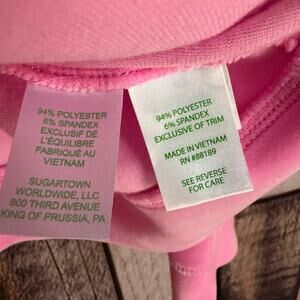 94% POLYESTER
6% SPANDEX
EXCLUSIF DE
L'ÉQUILIBRE
FABRIQUÉ AU
VIETNAM
SUGARTOWN
WORLDWIDE, LLC
800 THIRD AVENUE
KING OF PRUSSIA, PA
94% POLYESTER
6% SPANDEX
EXCLUSIVE OF TRIM
MADE IN VIETNAM
RN #88189
SEE REVERSE
FOR CARE